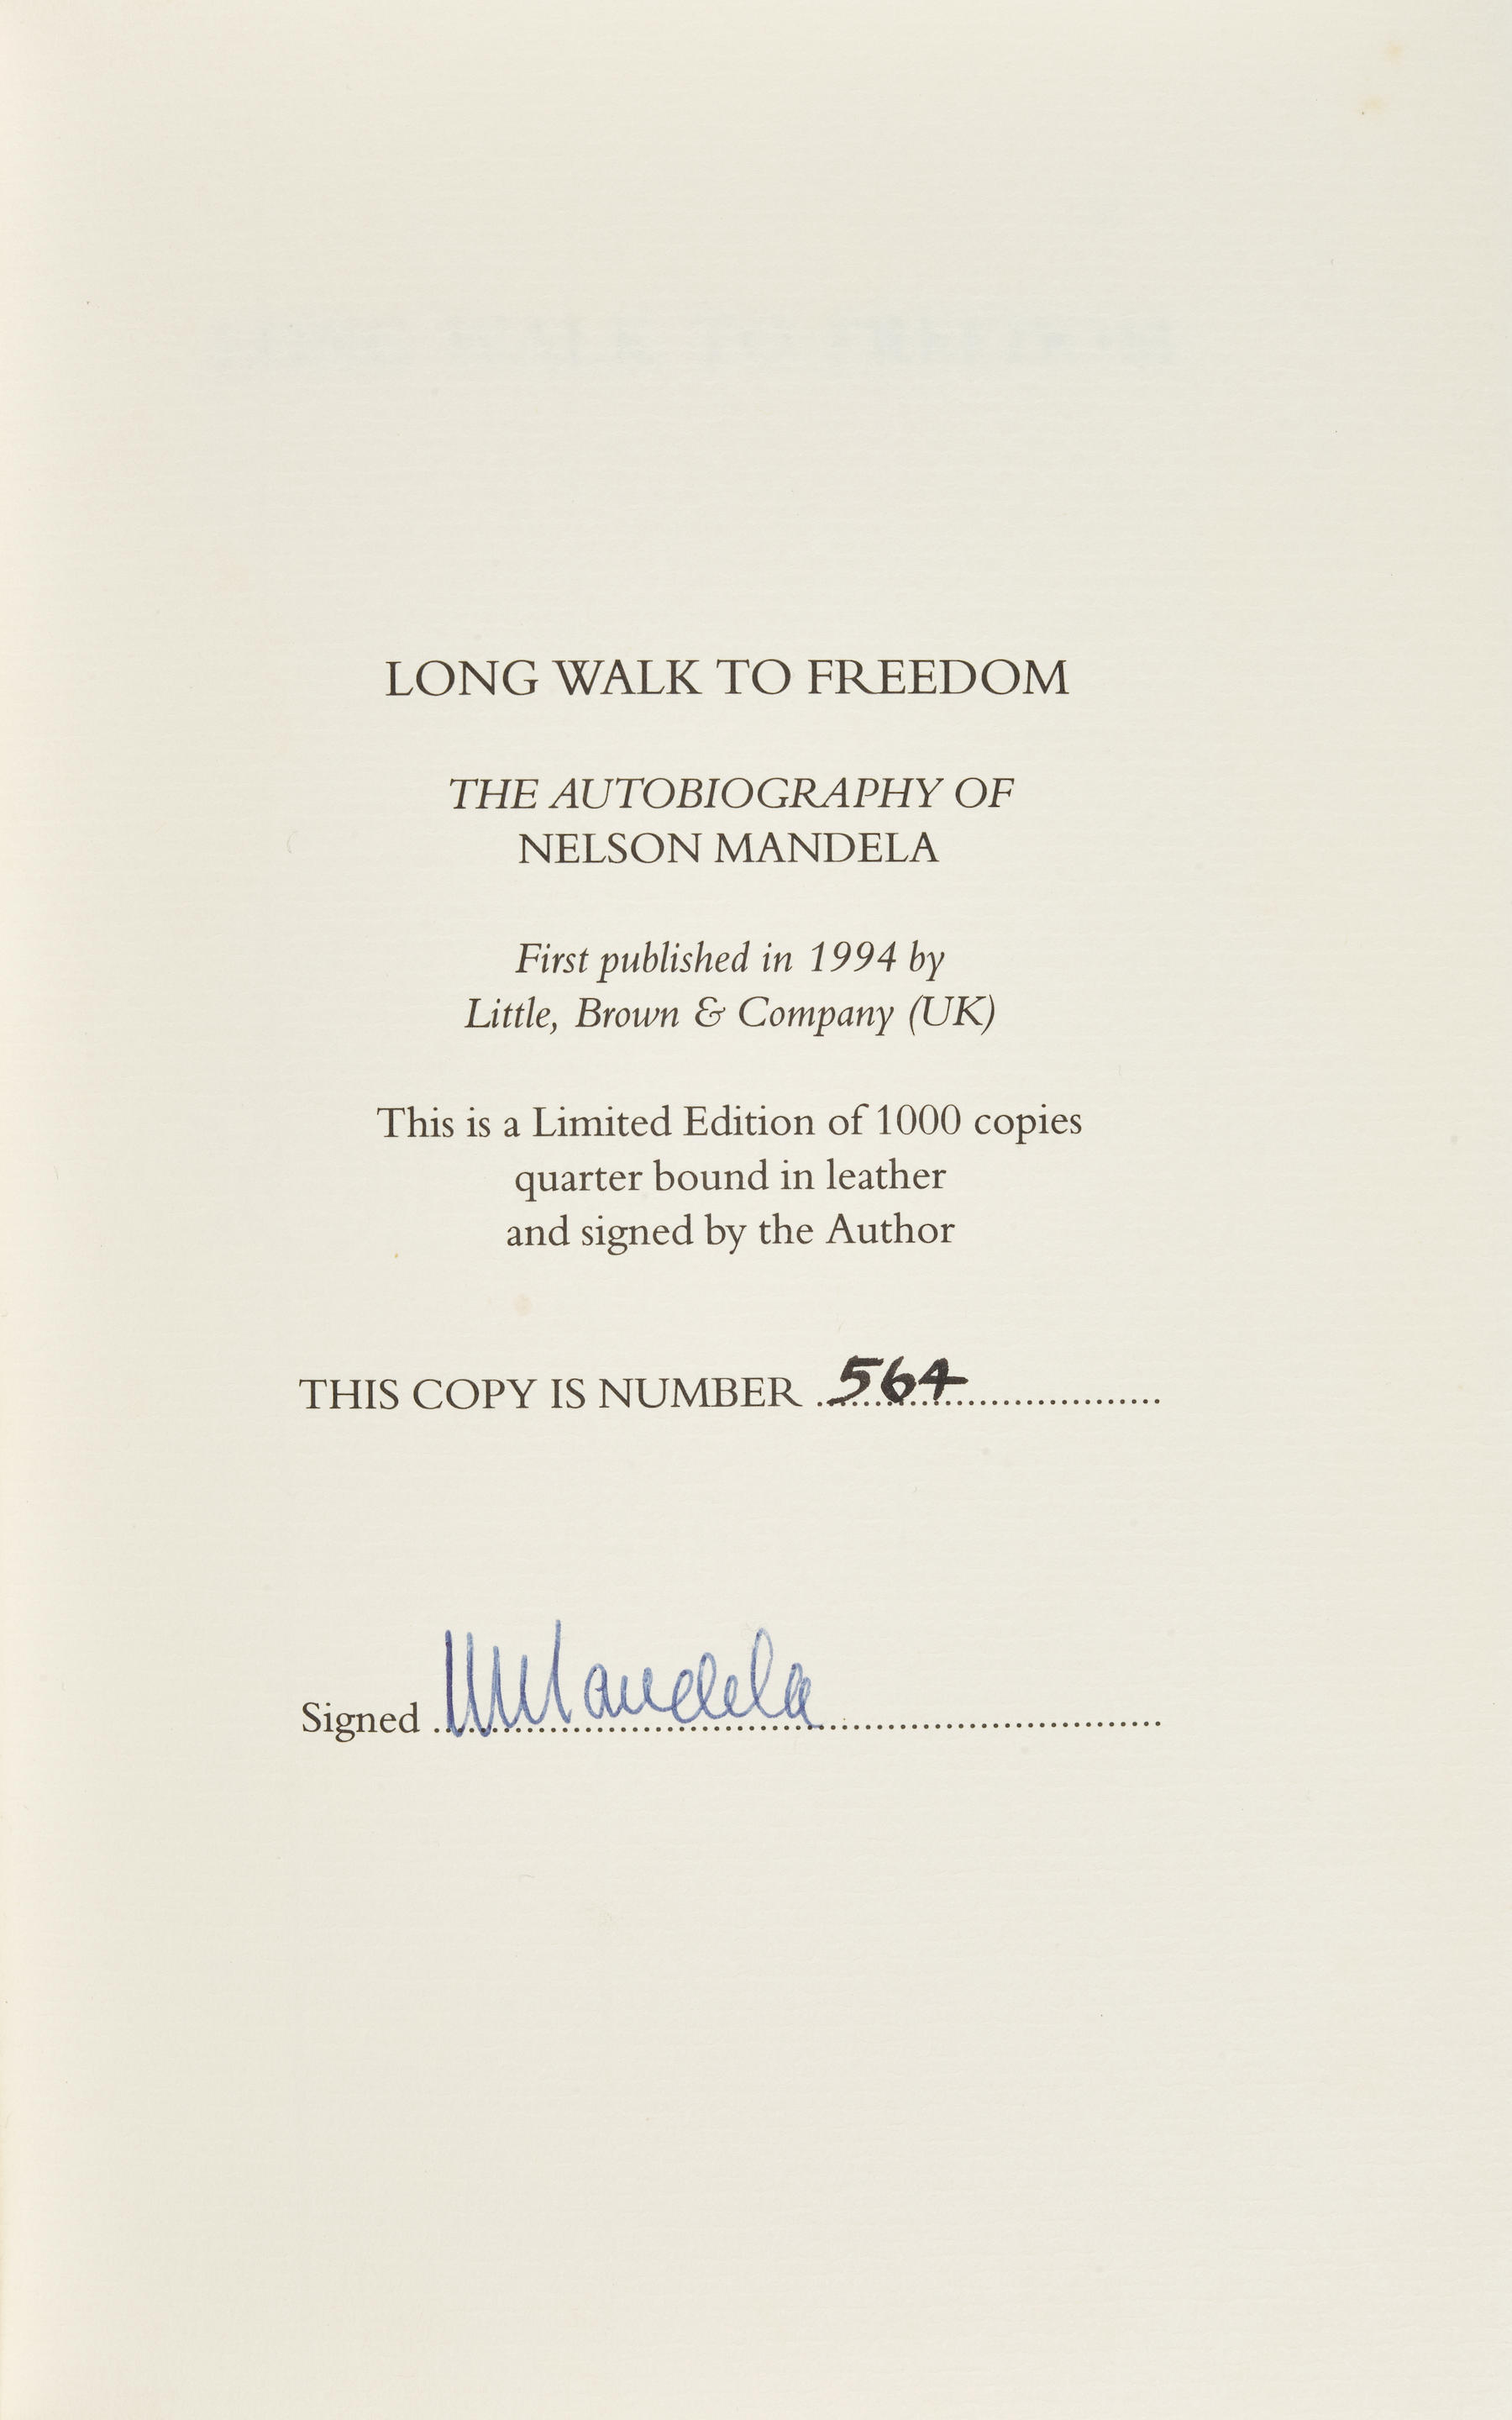 LONG WALK TO FREEDOM
THE AUTOBIOGRAPHY OF
NELSON MANDELA
First published in 1994 by
Little, Brown & Company (UK)
This is a Limited Edition of 1000 copies
quarter bound in leather
and signed by the Author
THIS COPY IS NUMBER 564
Signed Mandela